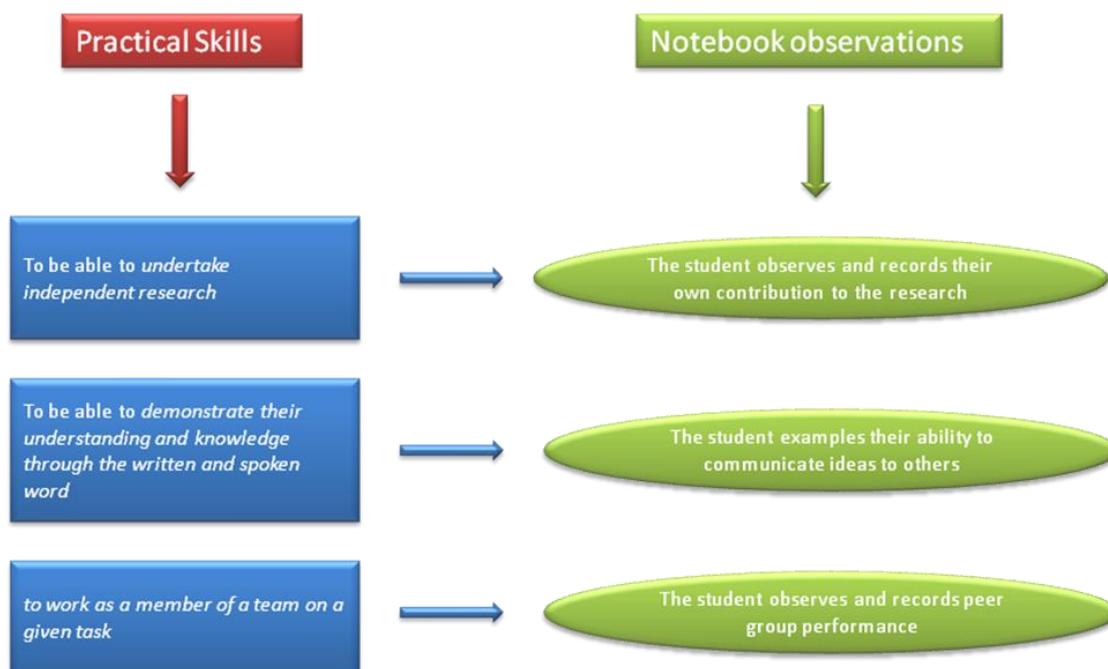 Practical Skills
Notebook observations
To be able to undertake
independent research
The student observes and records their
own contribution to the research
To be able to demonstrate their
understanding and knowledge
through the written and spoken
word
The student examples their ability to
communicate ideas to others
to work as a member of a team on a
given task
The student observes and records peer
group performance